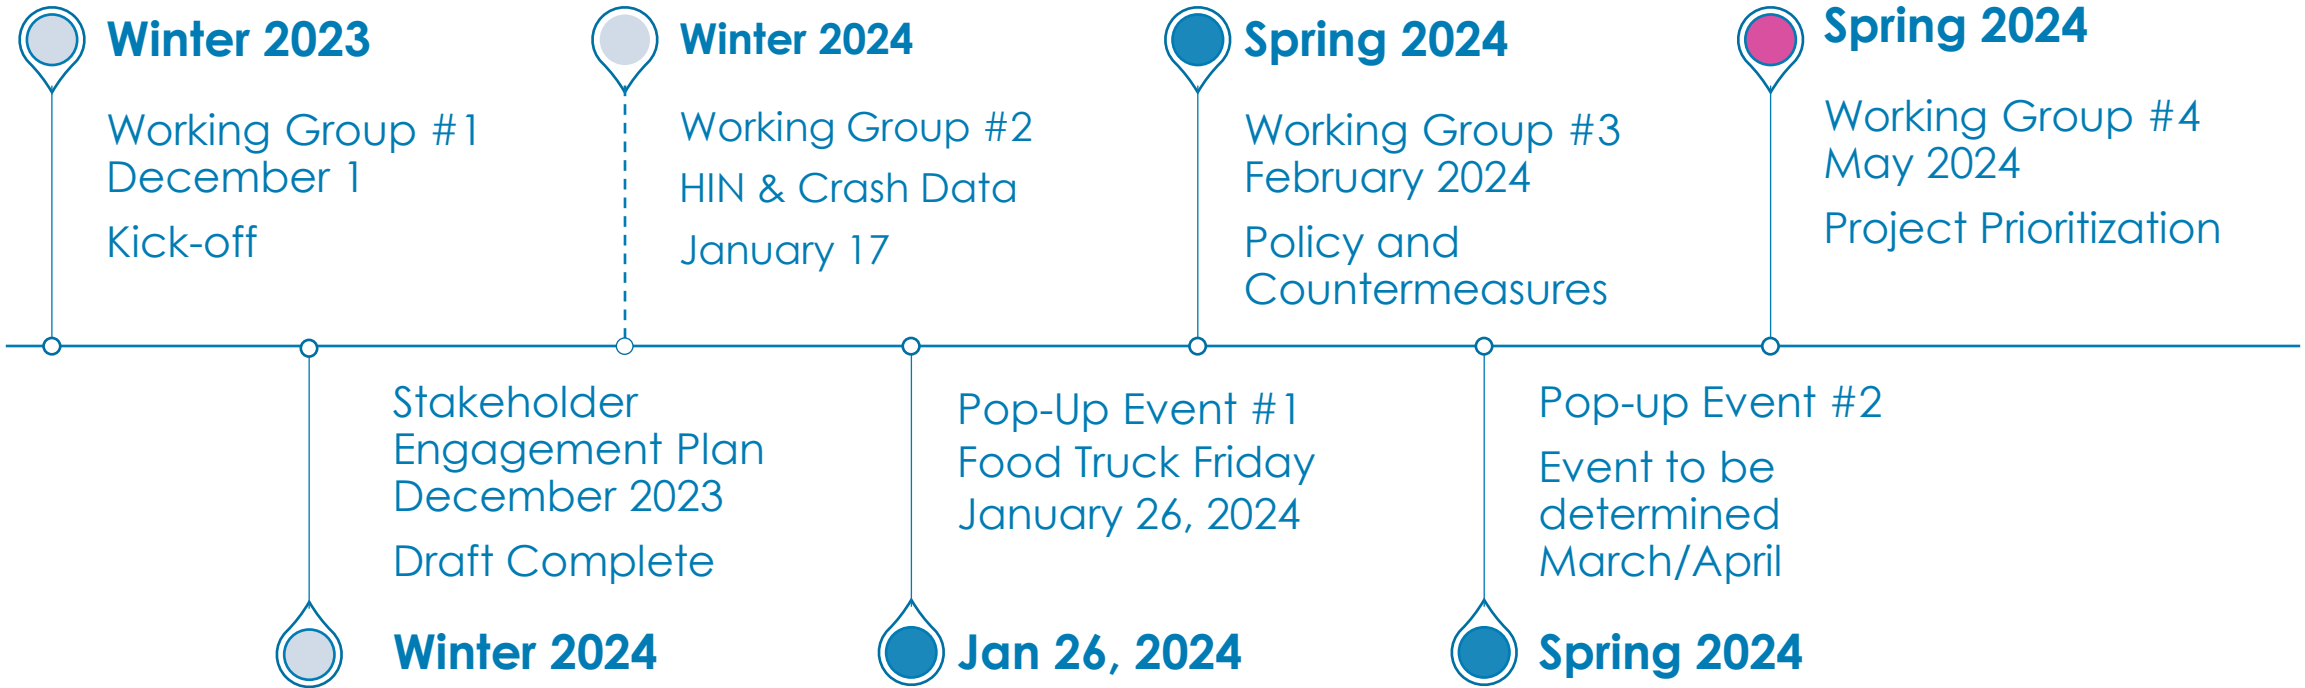 Winter 2023
Working Group #1
December 1
Kick-off
Winter 2024
Working Group #2
HIN & Crash Data
January 17
Spring 2024
Working Group #3
February 2024
Policy and
Countermeasures
Spring 2024
Working Group #4
May 2024
Project Prioritization
Stakeholder
Engagement Plan
December 2023
Draft Complete
Winter 2024
Pop-Up Event #1
Food Truck Friday
January 26, 2024
Jan 26, 2024
Pop-up Event #2
Event to be
determined
March/April
Spring 2024